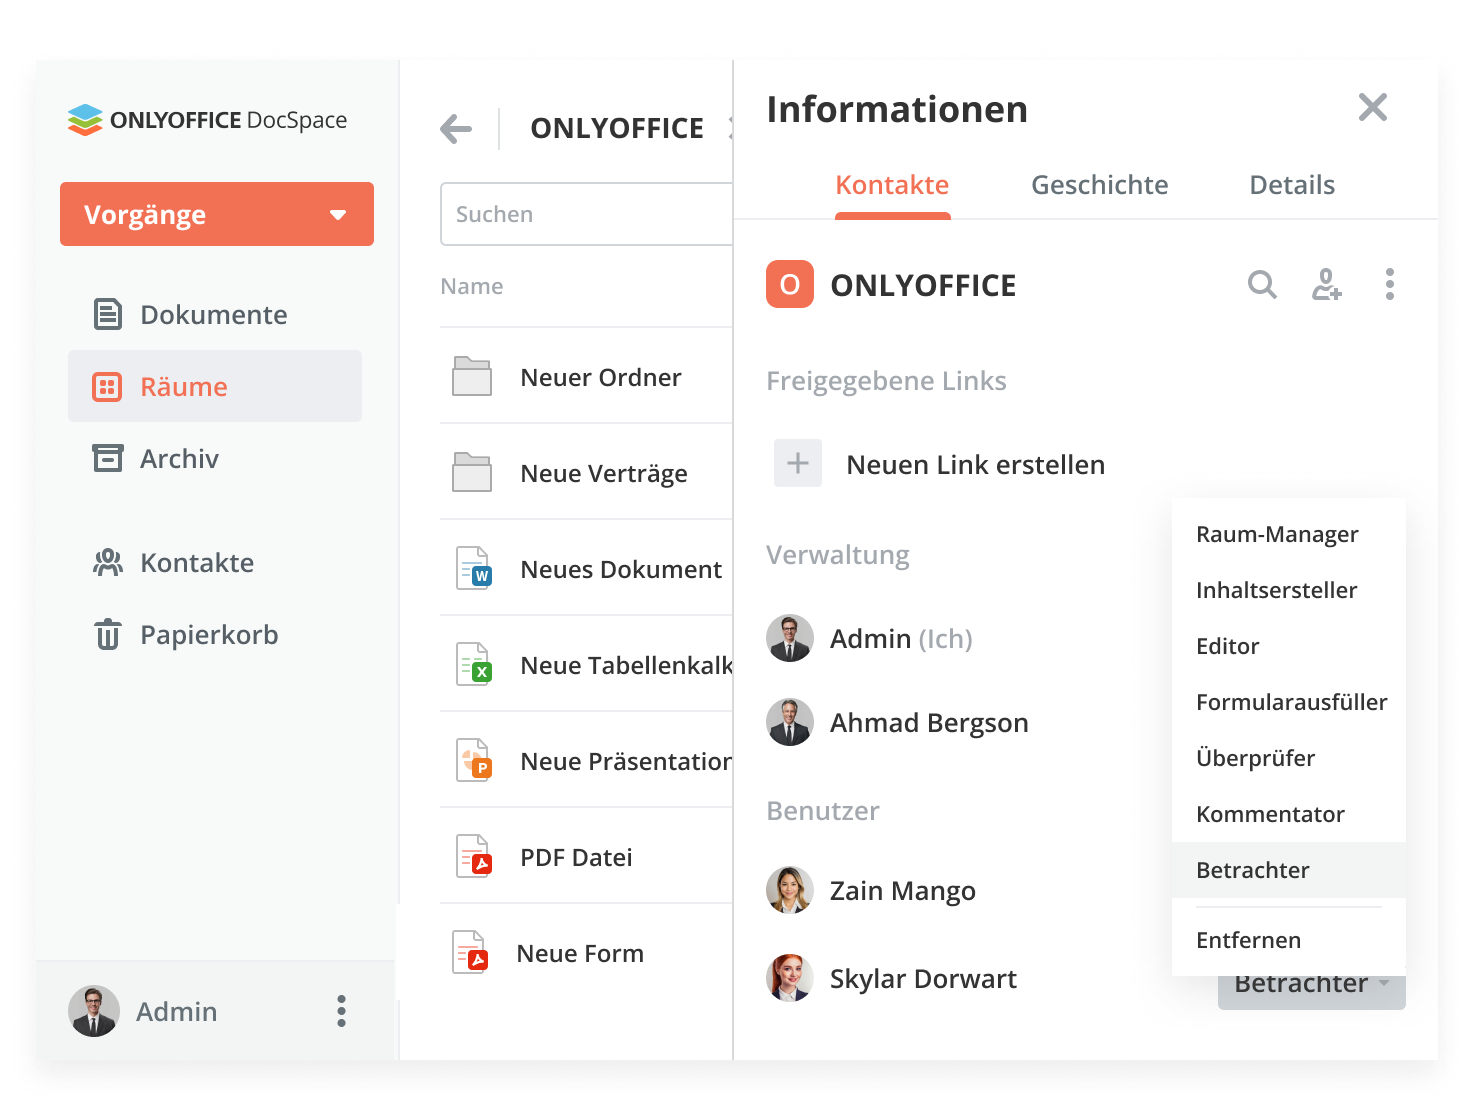 ONLYOFFICE DocSpace
Vorgänge
Dokumente
Räume
Archiv
Kontakte
Papierkorb
Admin
ONLYOFFICE
Suchen
Name
Neuer Ordner
Neue Verträge
Neues Dokument
W
Neue Tabellenkalk
X
Neue Präsentation
P
PDF Datei
Neue Form
Informationen
Kontakte
Geschichte
Details
O
ONLYOFFICE
Freigegebene Links
Neuen Link erstellen
Verwaltung
Admin (Ich)
Ahmad Bergson
Benutzer
Zain Mango
Skylar Dorwart
Raum-Manager
Inhaltsersteller
Editor
Formularausfüller
Überprüfer
Kommentator
Betrachter
Entfernen
Betrachter